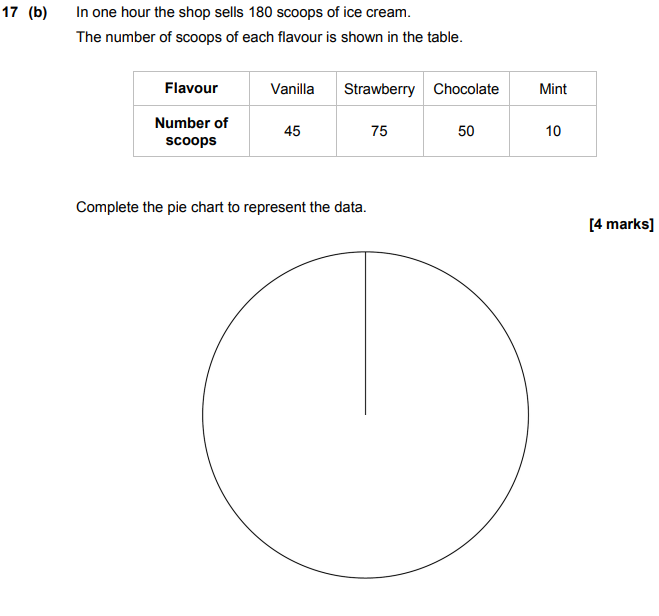 17 (b) In one hour the shop sells 180 scoops of ice cream.
The number of scoops of each flavour is shown in the table.
Flavour Vanilla Strawberry Chocolate Mint
Number of scoops 45 75 50 10
Complete the pie chart to represent the data.
[4 marks]